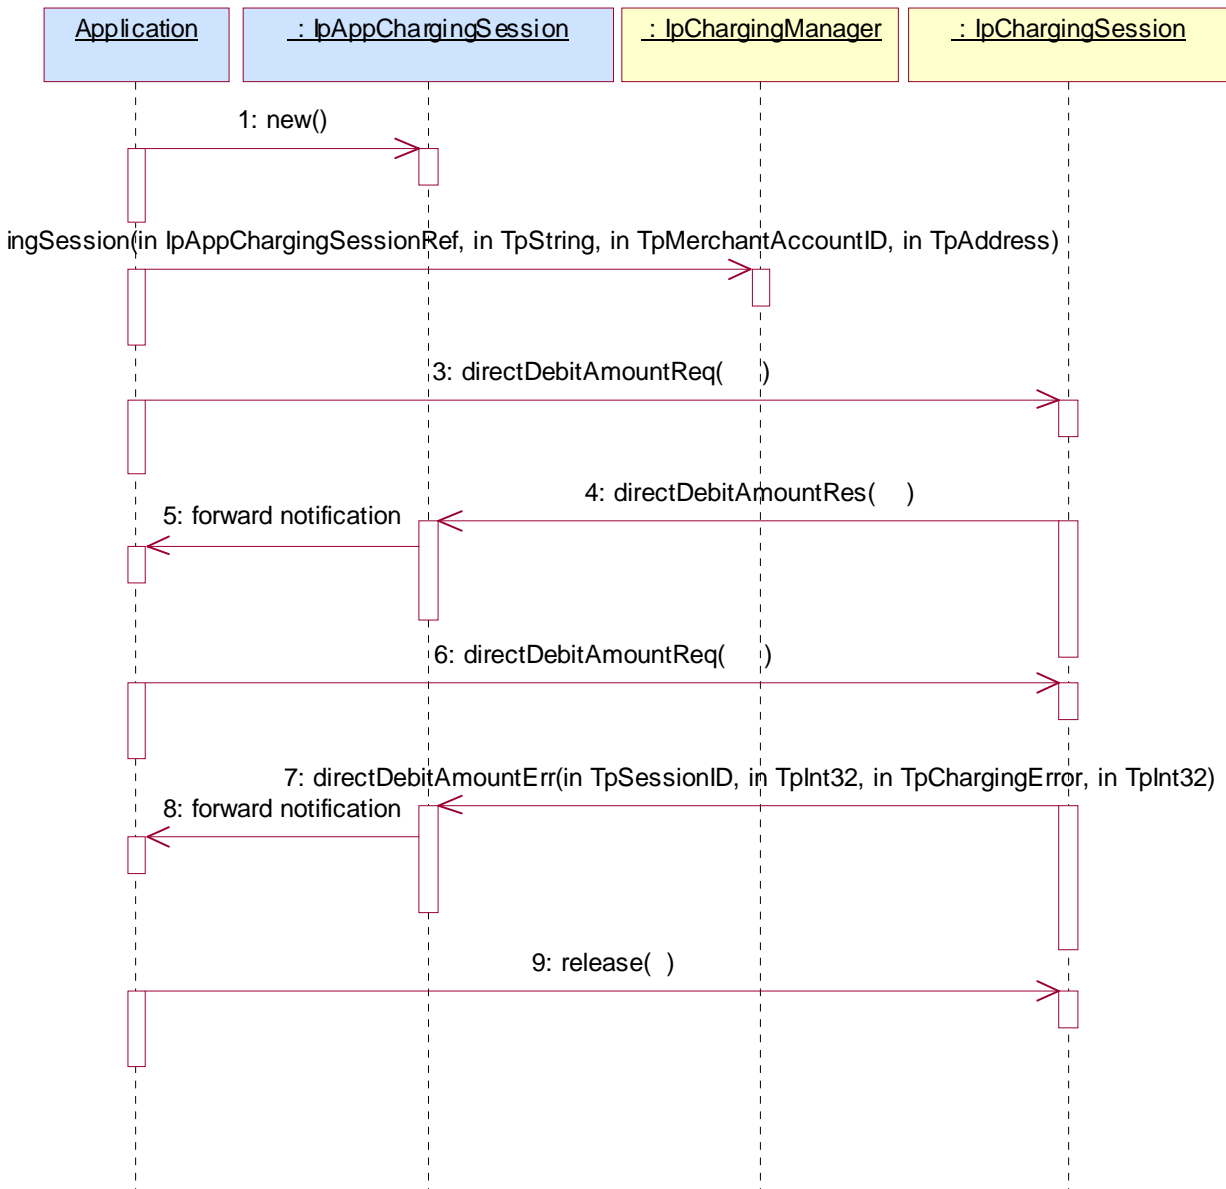 Application
: IpAppChargingSession
: IpChargingManager
: IpChargingSession
1: new()
ingSession(in IpAppChargingSessionRef, in TpString, in TpMerchantAccountID, in TpAddress)
3: directDebitAmountReq( )
4: directDebitAmountRes( )
5: forward notification
6: directDebitAmountReq( )
7: directDebitAmountErr(in TpSessionID, in TpInt32, in TpChargingError, in TpInt32)
8: forward notification
9: release( )